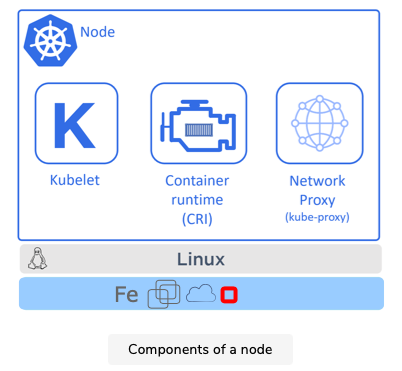 Node
K
Kubelet
Container
runtime
(CRI)
Network
Proxy
(kube-proxy)
Linux
Fe
Components of a node